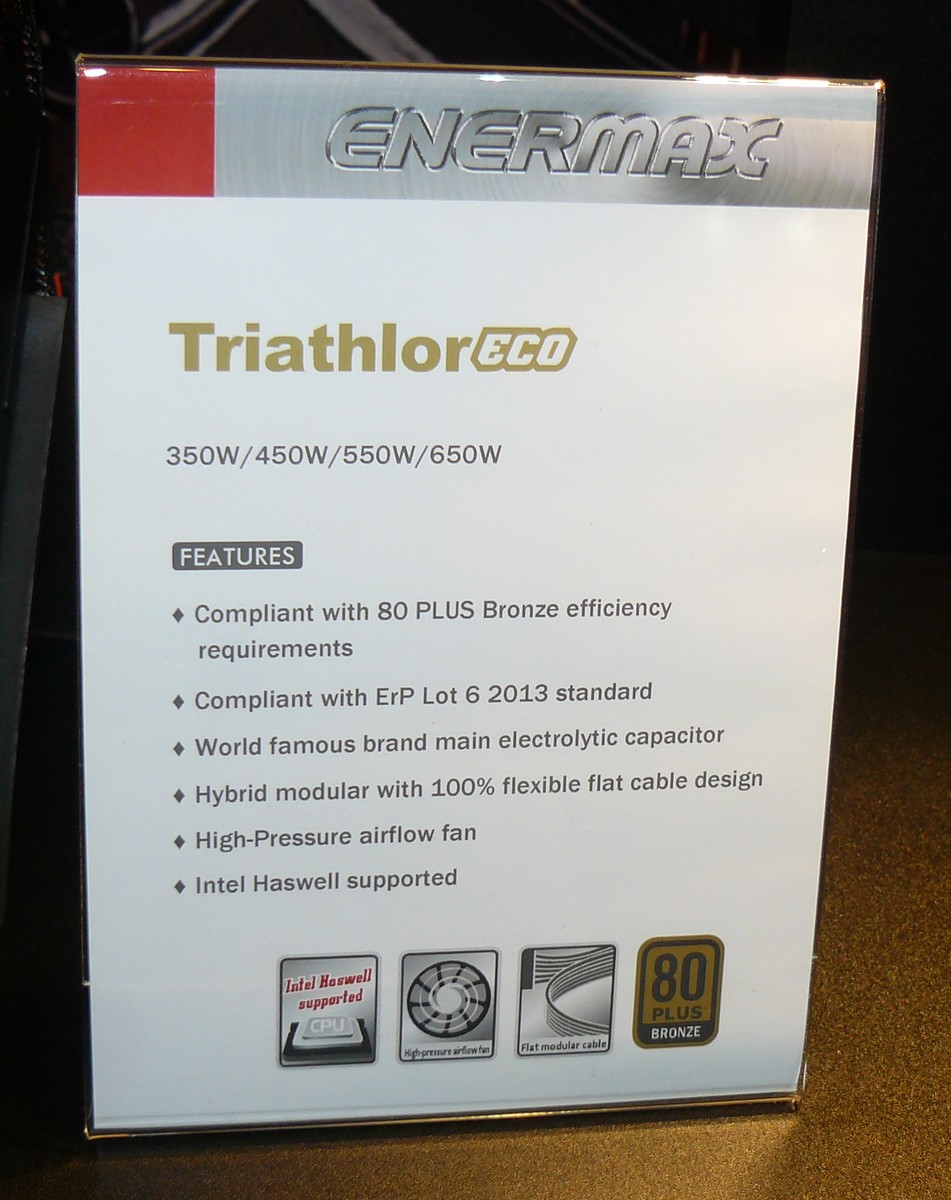 ENERMAX
Triathlor ECO
350W/450W/550W/650W
FEATURES
♦ Compliant with 80 PLUS Bronze efficiency
requirements
♦ Compliant with ErP Lot 6 2013 standard
♦ World famous brand main electrolytic capacitor
♦ Hybrid modular with 100% flexible flat cable design
♦ High-Pressure airflow fan
♦ Intel Haswell supported
Intel Haswell
supported
CPU
High-pressure airflow fan
Flat modular cable
80
PLUS
BRONZE